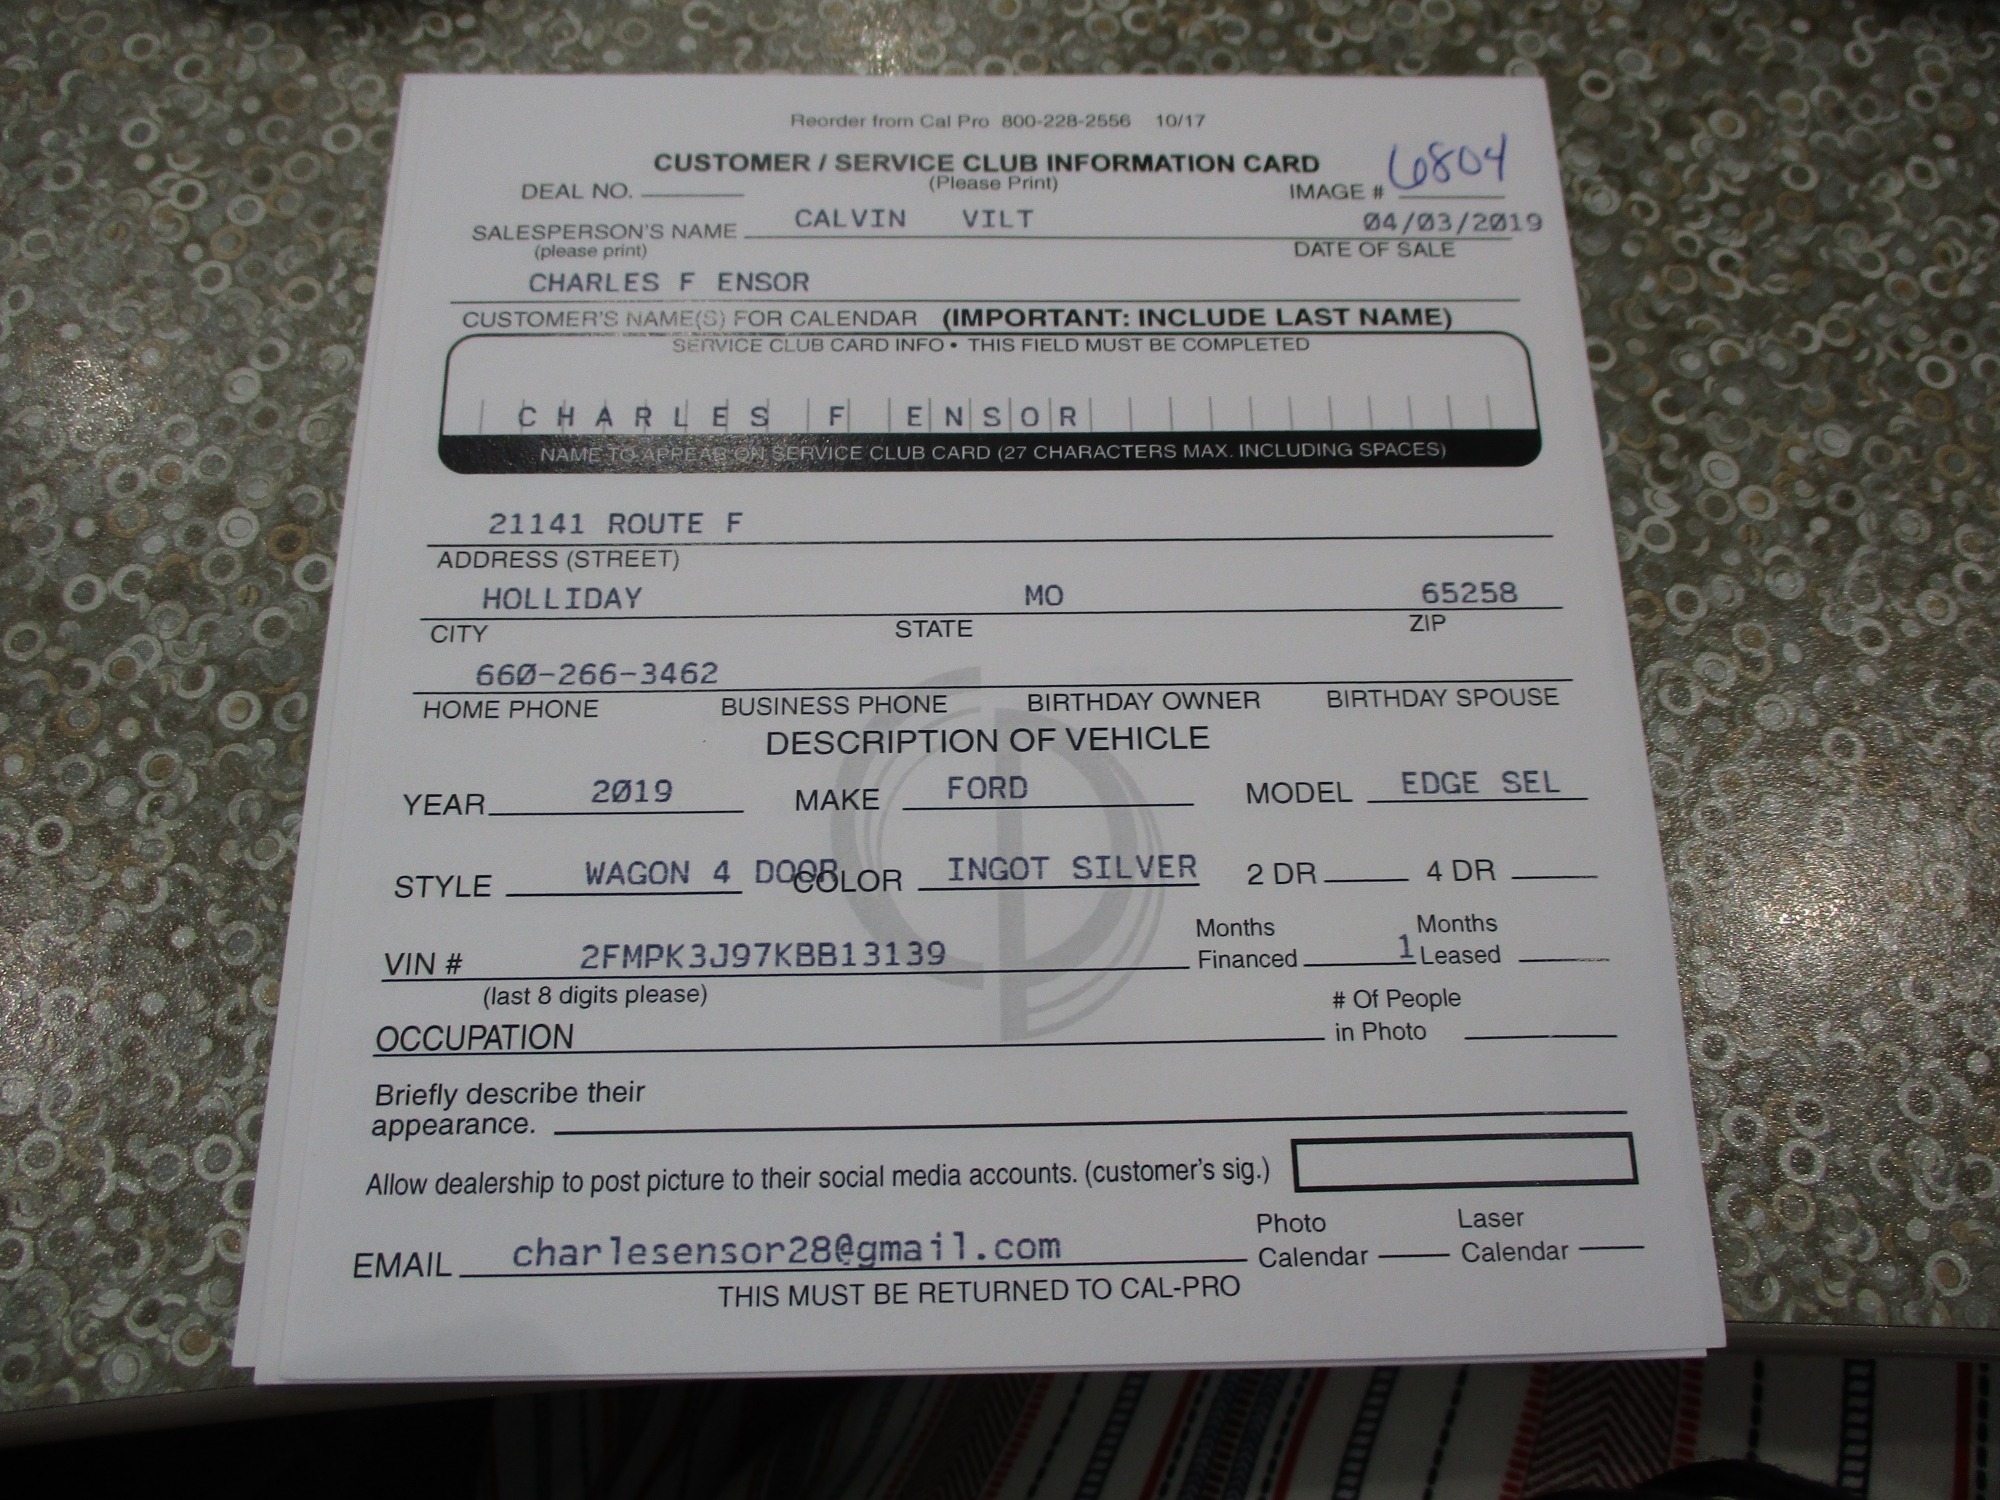 Reorder from Cal Pro 800-228-2556 10/17
CUSTOMER / SERVICE CLUB INFORMATION CARD
(Please Print)
DEAL NO. IMAGE # 6804
SALESPERSON'S NAME CALVIN VILT 04/03/2019
(please print) DATE OF SALE
CHARLES F ENSOR
CUSTOMER'S NAME(S) FOR CALENDAR (IMPORTANT: INCLUDE LAST NAME)
SERVICE CLUB CARD INFO • THIS FIELD MUST BE COMPLETED
CHARLES F ENSOR
NAME TO APPEAR ON SERVICE CLUB CARD (27 CHARACTERS MAX. INCLUDING SPACES)
21141 ROUTE F
ADDRESS (STREET)
HOLLIDAY MO 65258
CITY STATE ZIP
660-266-3462
HOME PHONE BUSINESS PHONE BIRTHDAY OWNER BIRTHDAY SPOUSE
DESCRIPTION OF VEHICLE
YEAR 2019 MAKE FORD MODEL EDGE SEL
STYLE WAGON 4 DOOR COLOR INGOT SILVER 2 DR 4 DR
VIN # 2FMPK3J97KBB13139 Months Financed 1 Months Leased
(last 8 digits please)
OCCUPATION # Of People in Photo
Briefly describe their
appearance.
Allow dealership to post picture to their social media accounts. (customer's sig.)
EMAIL charlesensor28@gmail.com Photo Calendar Laser Calendar
THIS MUST BE RETURNED TO CAL-PRO